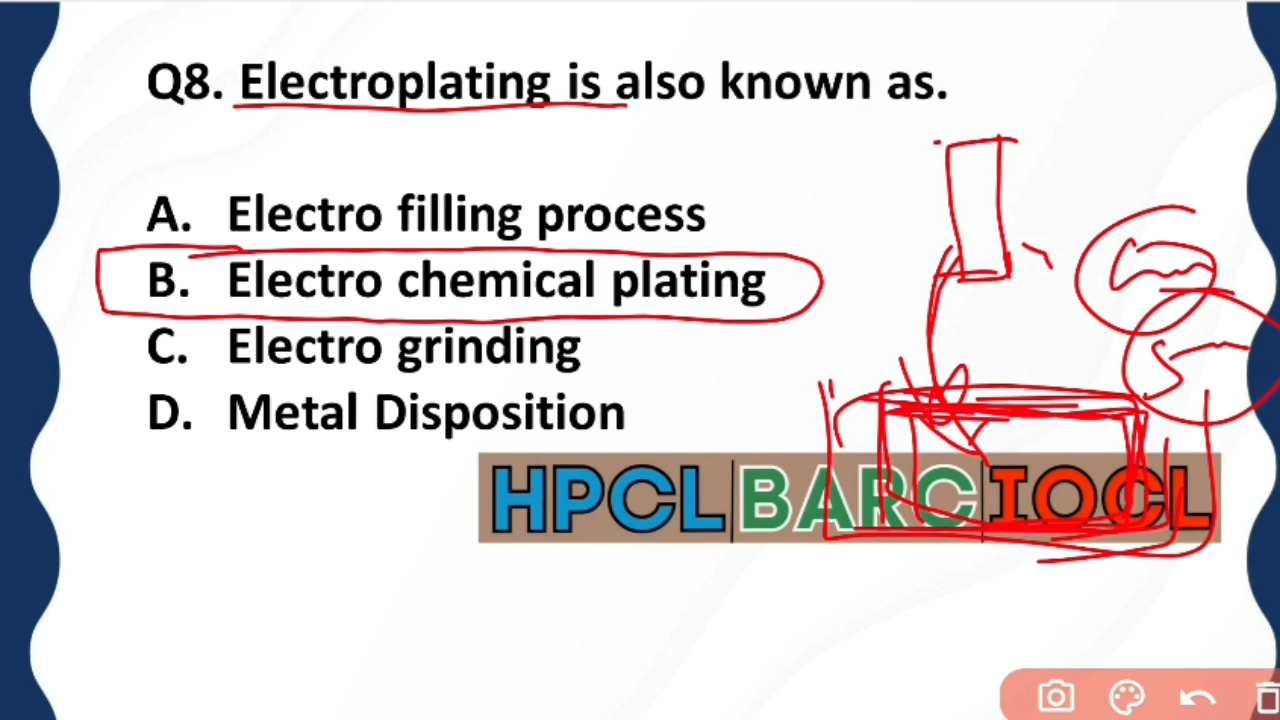 Q8. Electroplating is also known as.
A. Electro filling process
B. Electro chemical plating
C. Electro grinding
D. Metal Disposition
HPCL BARC IOCL